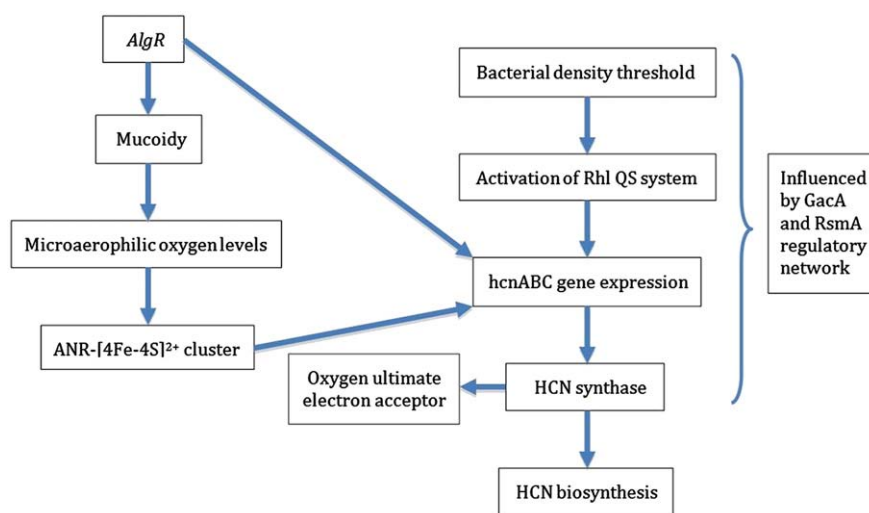 AlgR
Mucoidy
Microaerophilic oxygen levels
ANR-[4Fe-4S]²⁺ cluster
Bacterial density threshold
Activation of Rhl QS system
hcnABC gene expression
Oxygen ultimate
electron acceptor
HCN synthase
HCN biosynthesis
Influenced
by GacA
and RsmA
regulatory
network